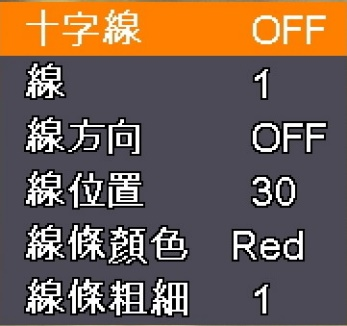 十字線 OFF
線 1
線方向 OFF
線位置 30
線條顏色 Red
線條粗細 1